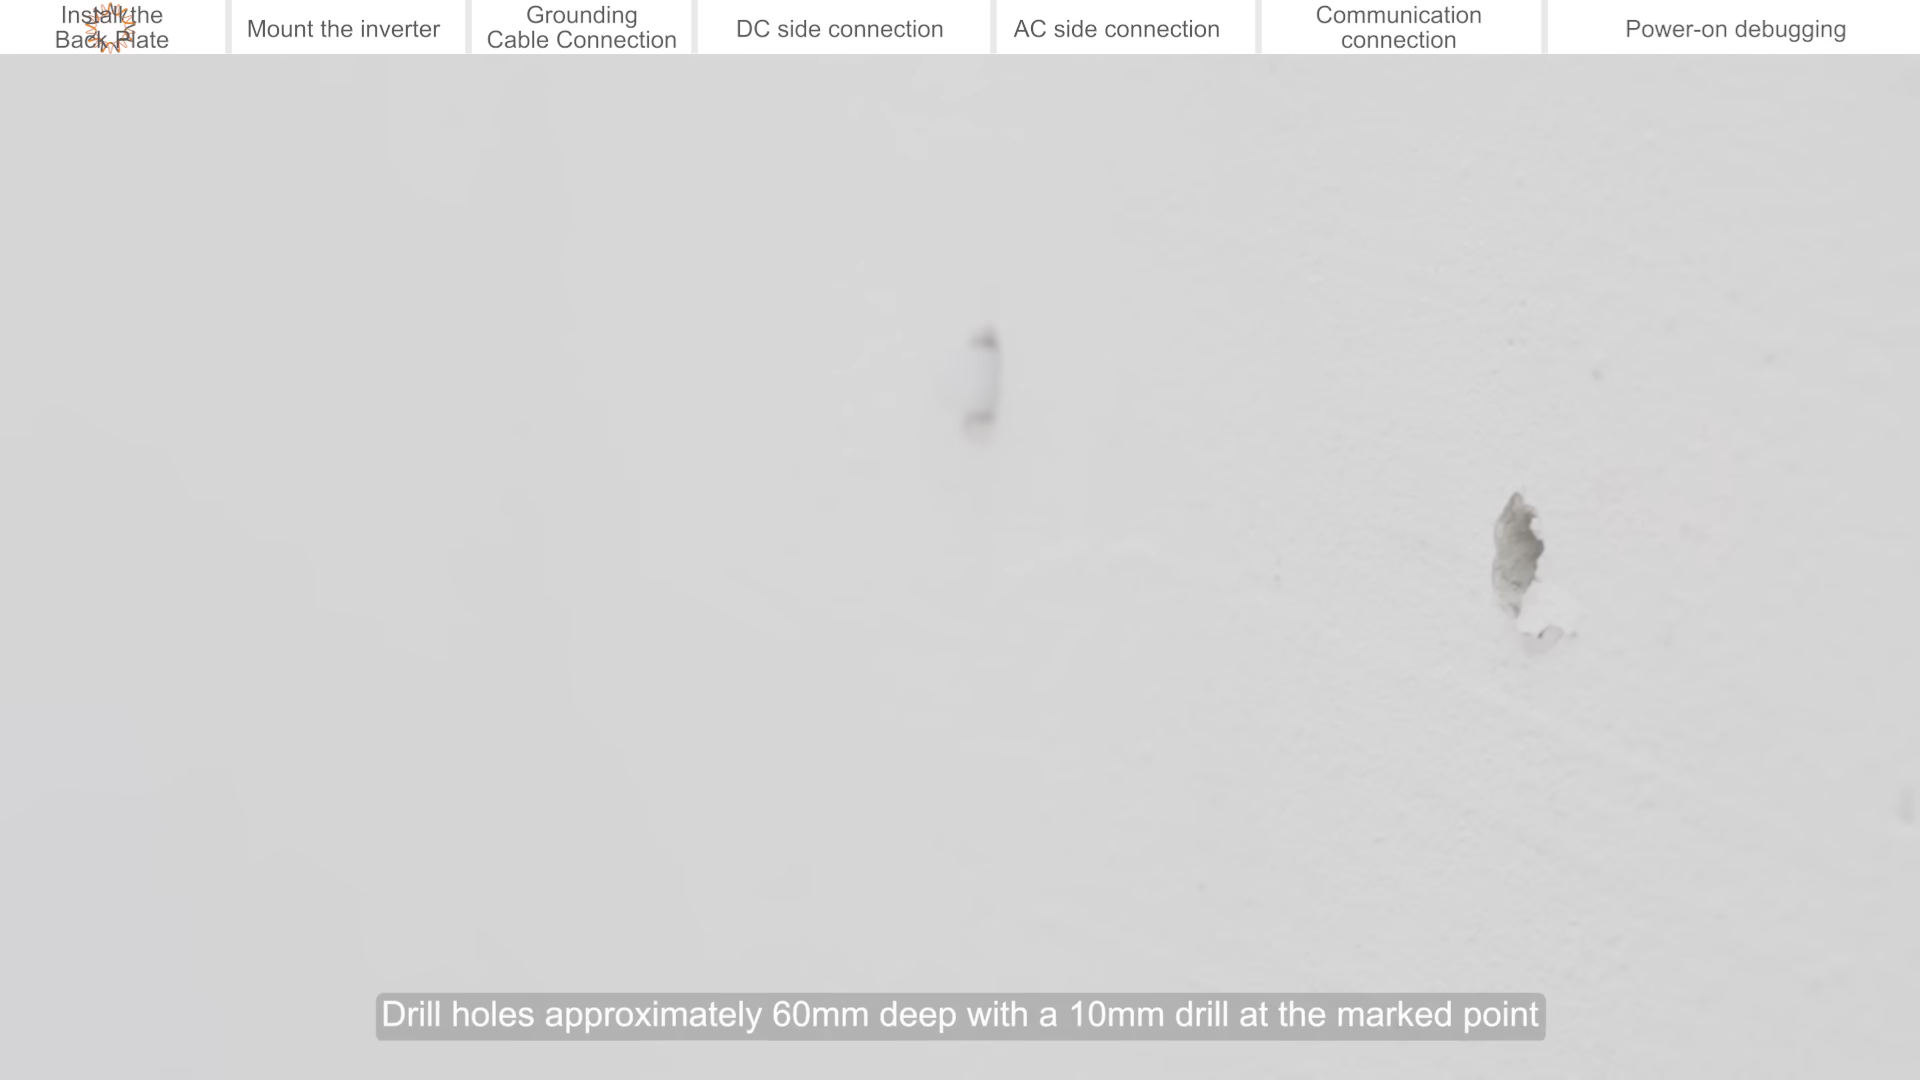 Install the
Back Plate
Mount the inverter
Grounding
Cable Connection
DC side connection
AC side connection
Communication
connection
Power-on debugging
Drill holes approximately 60mm deep with a 10mm drill at the marked point